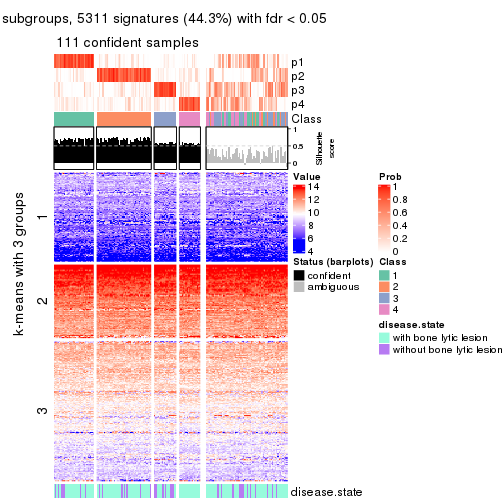 subgroups, 5311 signatures (44.3%) with fdr < 0.05
111 confident samples
p1
p2
p3
p4
Class
1
0.5
0
Silhouette
score
k-means with 3 groups
1
2
3
Value
14
12
10
8
6
4
Prob
1
0.8
0.6
0.4
0.2
0
Status (barplots)
confident
ambiguous
Class
1
2
3
4
disease.state
with bone lytic lesion
without bone lytic lesion
disease.state